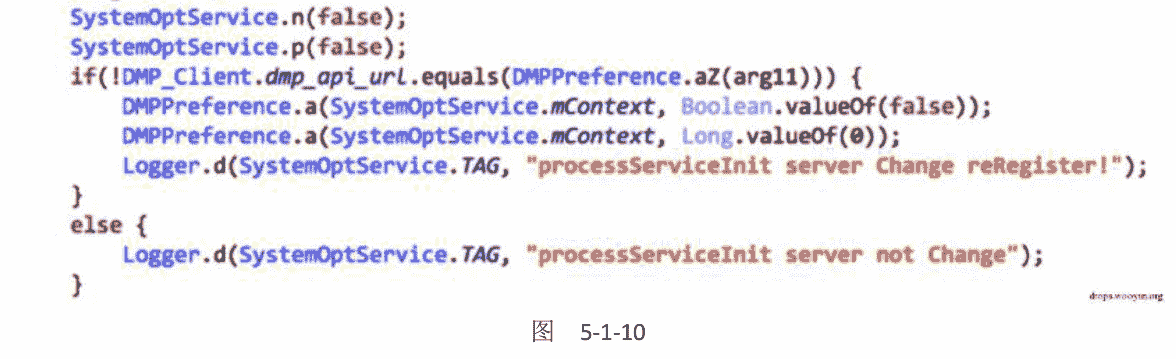 SystemOptService.n(false);
SystemOptService.p(false);
if(!DMP_Client.dmp_api_url.equals(DMPPreference.aZ(arg11))) {
DMPPreference.a(SystemOptService.mContext, Boolean.valueOf(false));
DMPPreference.a(SystemOptService.mContext, Long.valueOf(0));
Logger.d(SystemOptService.TAG, "processServiceInit server Change reRegister!");
}
else {
Logger.d(SystemOptService.TAG, "processServiceInit server not Change");
}
drops.wooyun.org
图 5-1-10